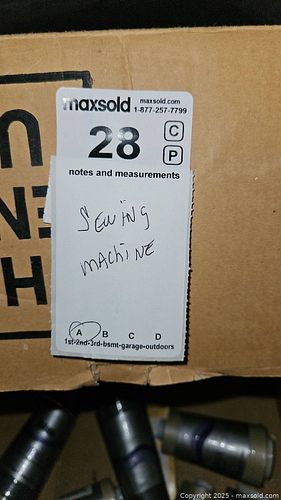 maxsold maxsold.com
1-877-257-7799
28
C
P
notes and measurements
Sewing
machine
A B C D
1st-2nd-3rd-bsmt-garage-outdoors
Copyright © 2025 - maxsold.com